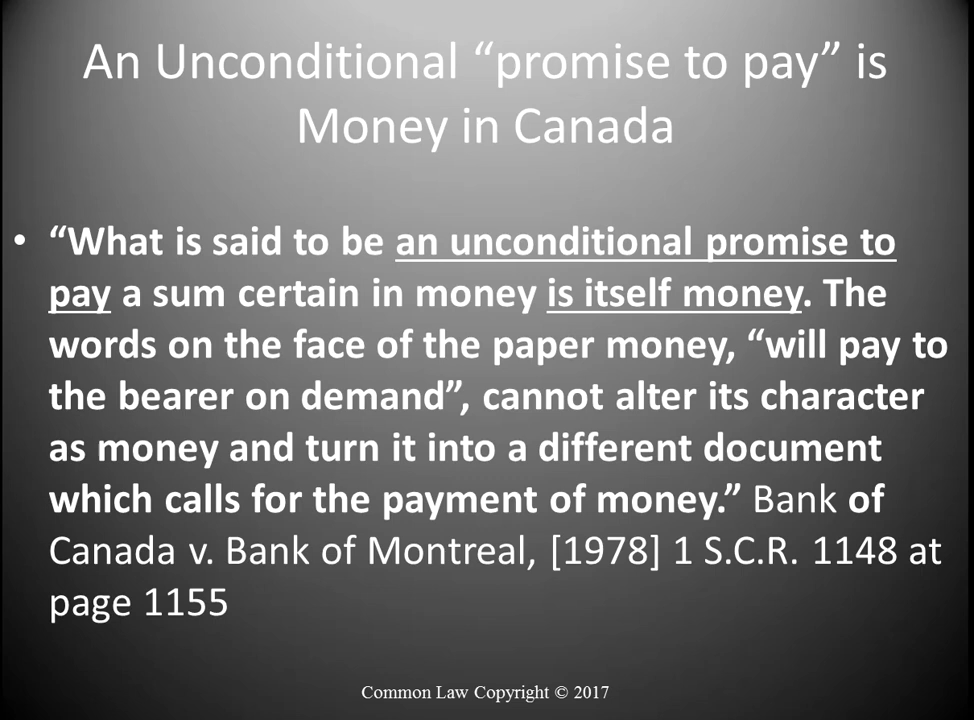 An Unconditional “promise to pay” is
Money in Canada
• “What is said to be an unconditional promise to
pay a sum certain in money is itself money. The
words on the face of the paper money, “will pay to
the bearer on demand”, cannot alter its character
as money and turn it into a different document
which calls for the payment of money.” Bank of
Canada v. Bank of Montreal, [1978] 1 S.C.R. 1148 at
page 1155
Common Law Copyright © 2017